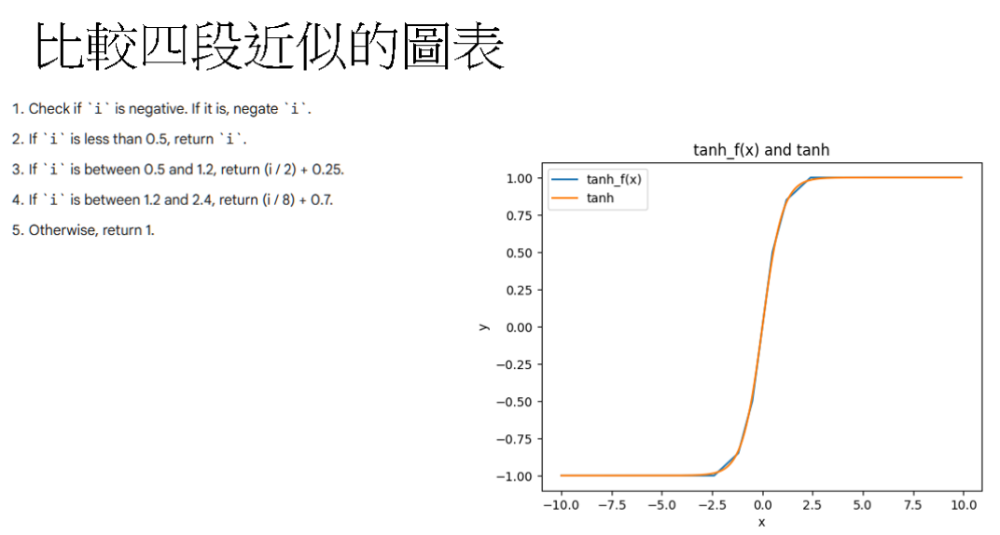 比較四段近似的圖表
1. Check if `i` is negative. If it is, negate `i`.
2. If `i` is less than 0.5, return `i`.
3. If `i` is between 0.5 and 1.2, return (i / 2) + 0.25.
4. If `i` is between 1.2 and 2.4, return (i / 8) + 0.7.
5. Otherwise, return 1.
tanh_f(x) and tanh
tanh_f(x)
tanh
1.00
0.75
0.50
0.25
0.00
−0.25
−0.50
−0.75
−1.00
y
−10.0 −7.5 −5.0 −2.5 0.0 2.5 5.0 7.5 10.0
x